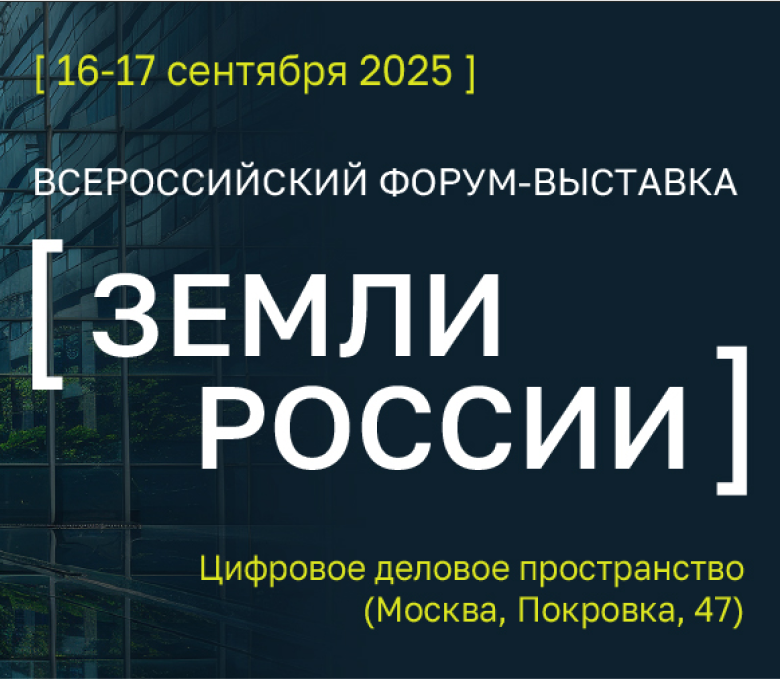 [ 16-17 сентября 2025 ]
ВСЕРОССИЙСКИЙ ФОРУМ-ВЫСТАВКА
[ ЗЕМЛИ
РОССИИ ]
Цифровое деловое пространство
(Москва, Покровка, 47)